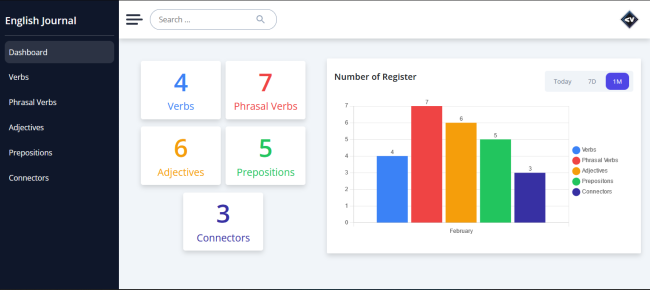 English Journal
Dashboard
Verbs
Phrasal Verbs
Adjectives
Prepositions
Connectors
Search ...
4
Verbs
7
Phrasal Verbs
6
Adjectives
5
Prepositions
3
Connectors
Number of Register
Today 7D 1M
7
6
5
4
3
2
1
0
4
7
6
5
3
February
Verbs
Phrasal Verbs
Adjectives
Prepositions
Connectors